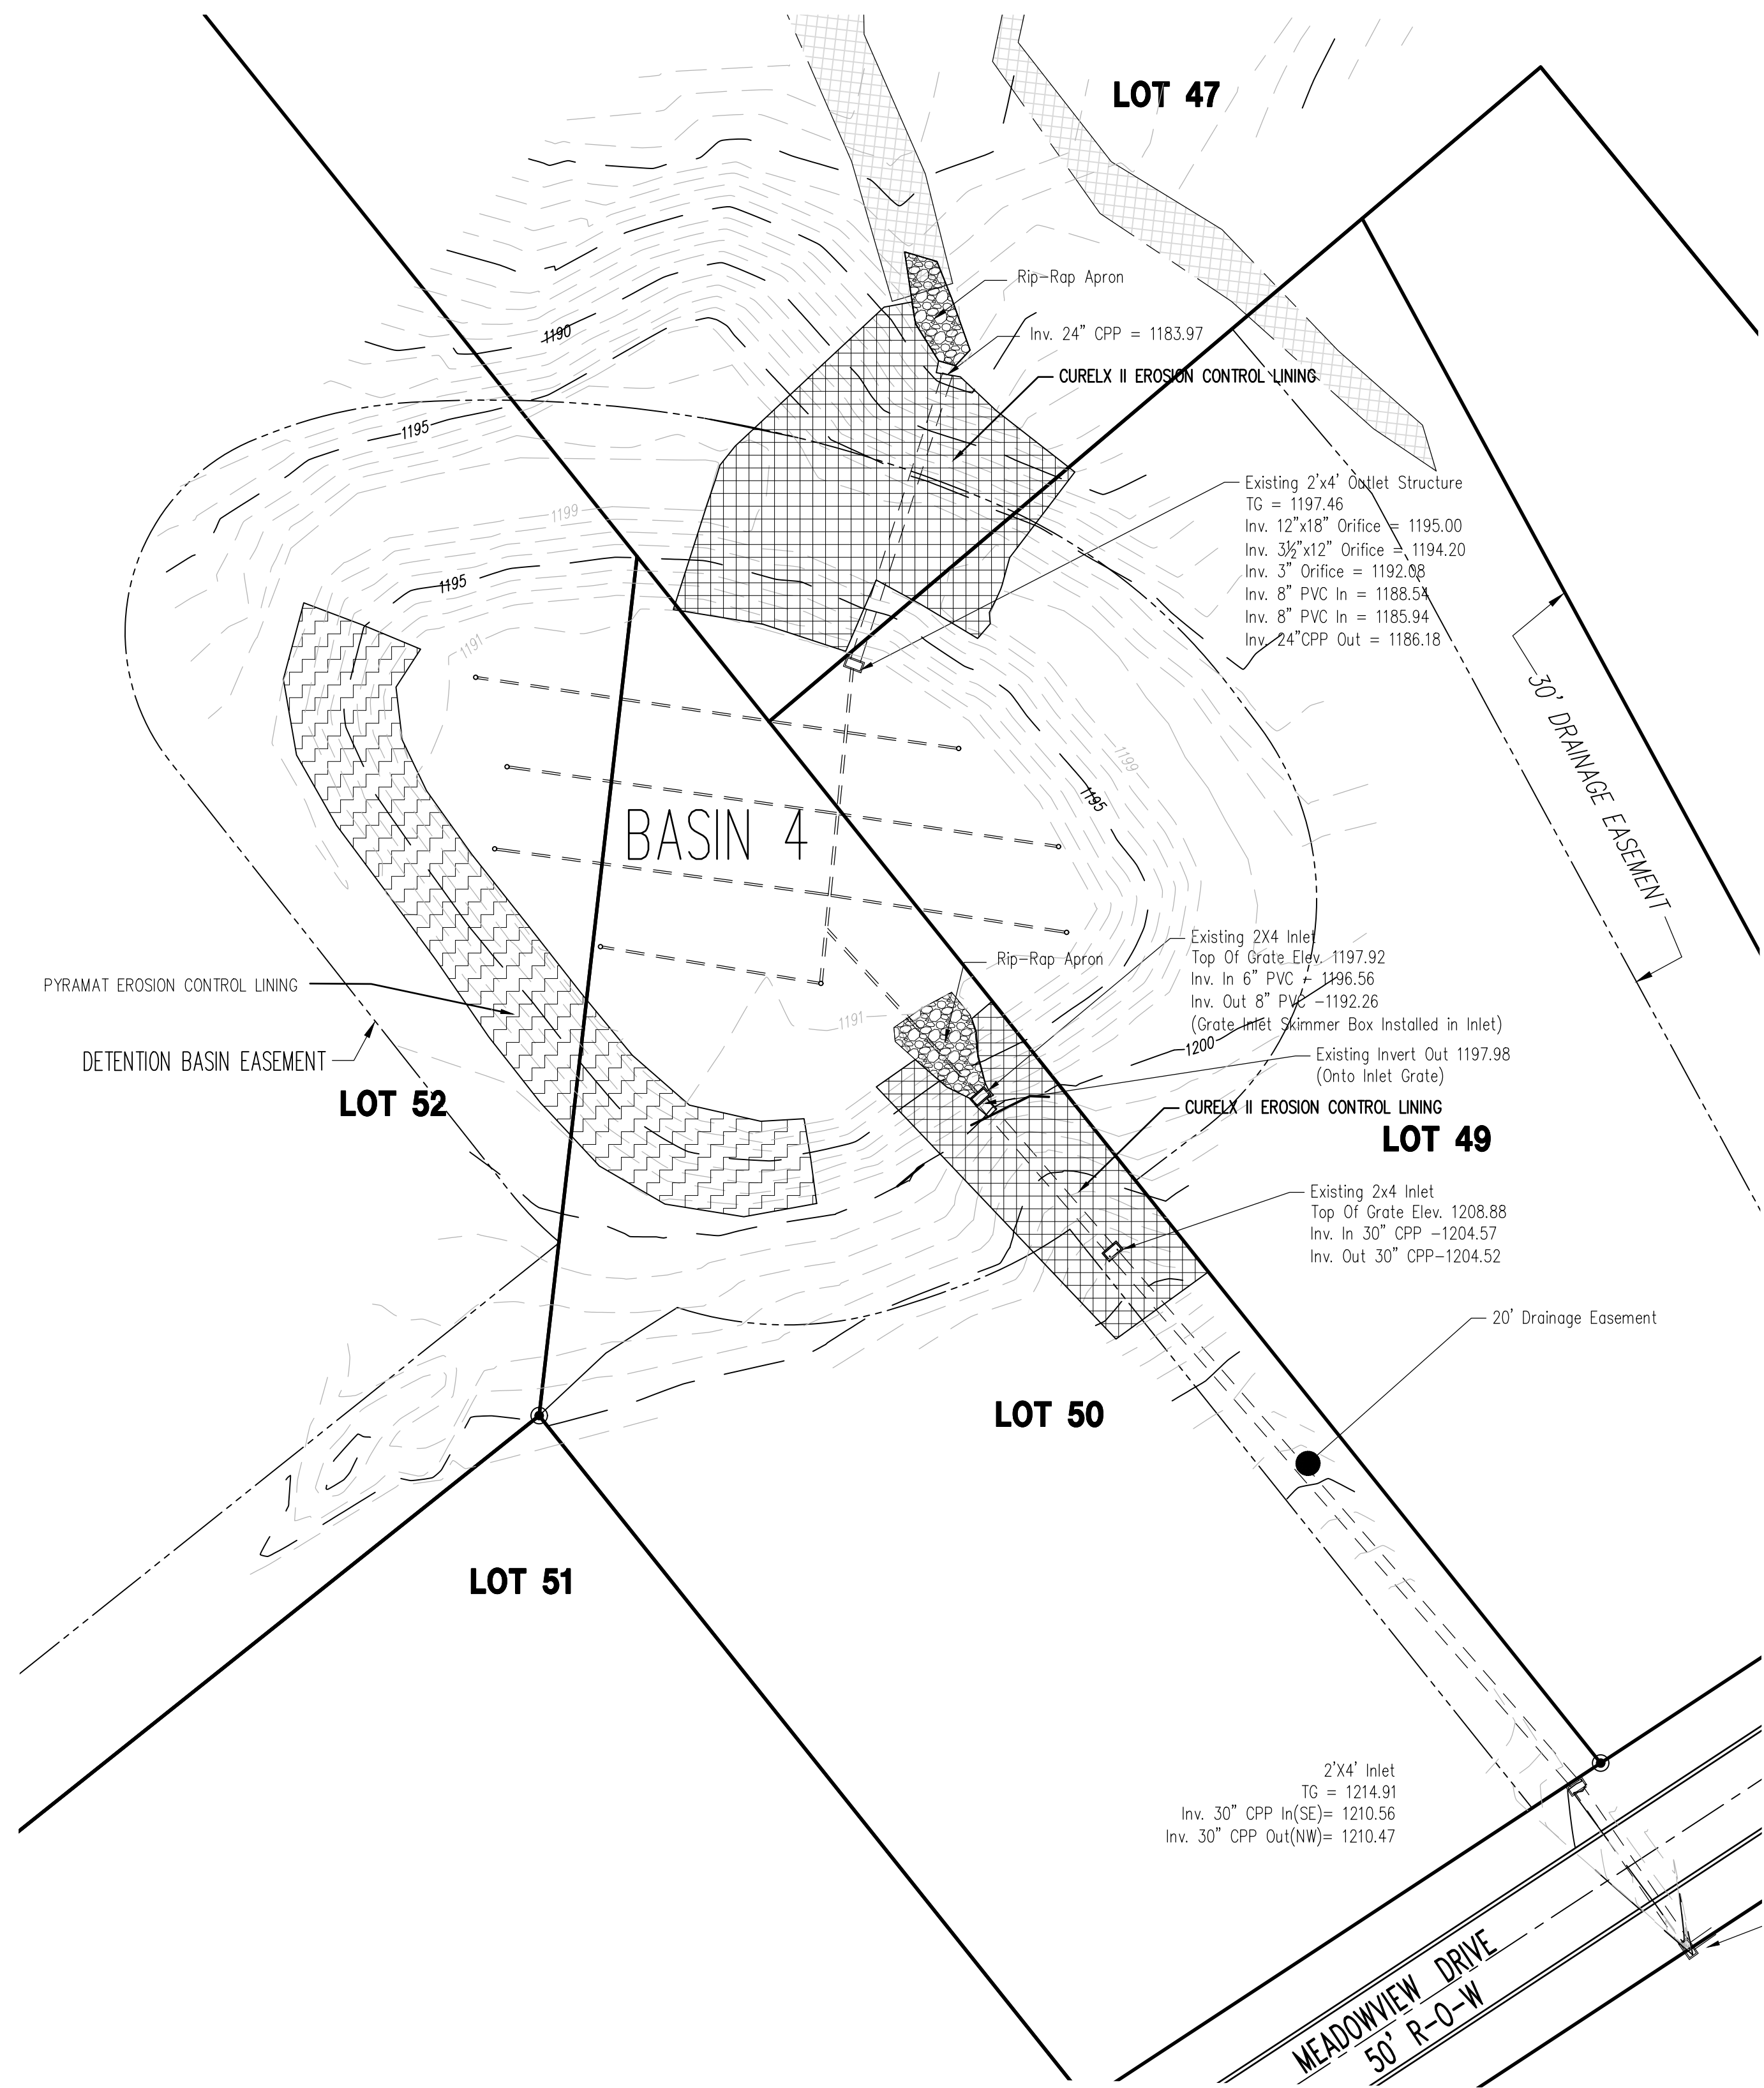 LOT 47
Rip-Rap Apron
Inv. 24" CPP = 1183.97
1190
CURELX II EROSION CONTROL LINING
1195
Existing 2'x4' Outlet Structure
TG = 1197.46
Inv. 12"x18" Orifice = 1195.00
Inv. 3½"x12" Orifice = 1194.20
Inv. 3" Orifice = 1192.08
Inv. 8" PVC In = 1188.54
Inv. 8" PVC In = 1185.94
Inv. 24"CPP Out = 1186.18
1199
1195
1191
30' DRAINAGE EASEMENT
1199
1195
BASIN 4
Existing 2X4 Inlet
Top Of Grate Elev. 1197.92
Inv. In 6" PVC - 1196.56
Inv. Out 8" PVC -1192.26
(Grate Inlet Skimmer Box Installed in Inlet)
Rip-Rap Apron
PYRAMAT EROSION CONTROL LINING
1191
1200
Existing Invert Out 1197.98
(Onto Inlet Grate)
DETENTION BASIN EASEMENT
LOT 52
CURELX II EROSION CONTROL LINING
LOT 49
Existing 2x4 Inlet
Top Of Grate Elev. 1208.88
Inv. In 30" CPP -1204.57
Inv. Out 30" CPP-1204.52
20' Drainage Easement
LOT 50
LOT 51
2'X4' Inlet
TG = 1214.91
Inv. 30" CPP In(SE)= 1210.56
Inv. 30" CPP Out(NW)= 1210.47
MEADOWVIEW DRIVE
50' R-O-W